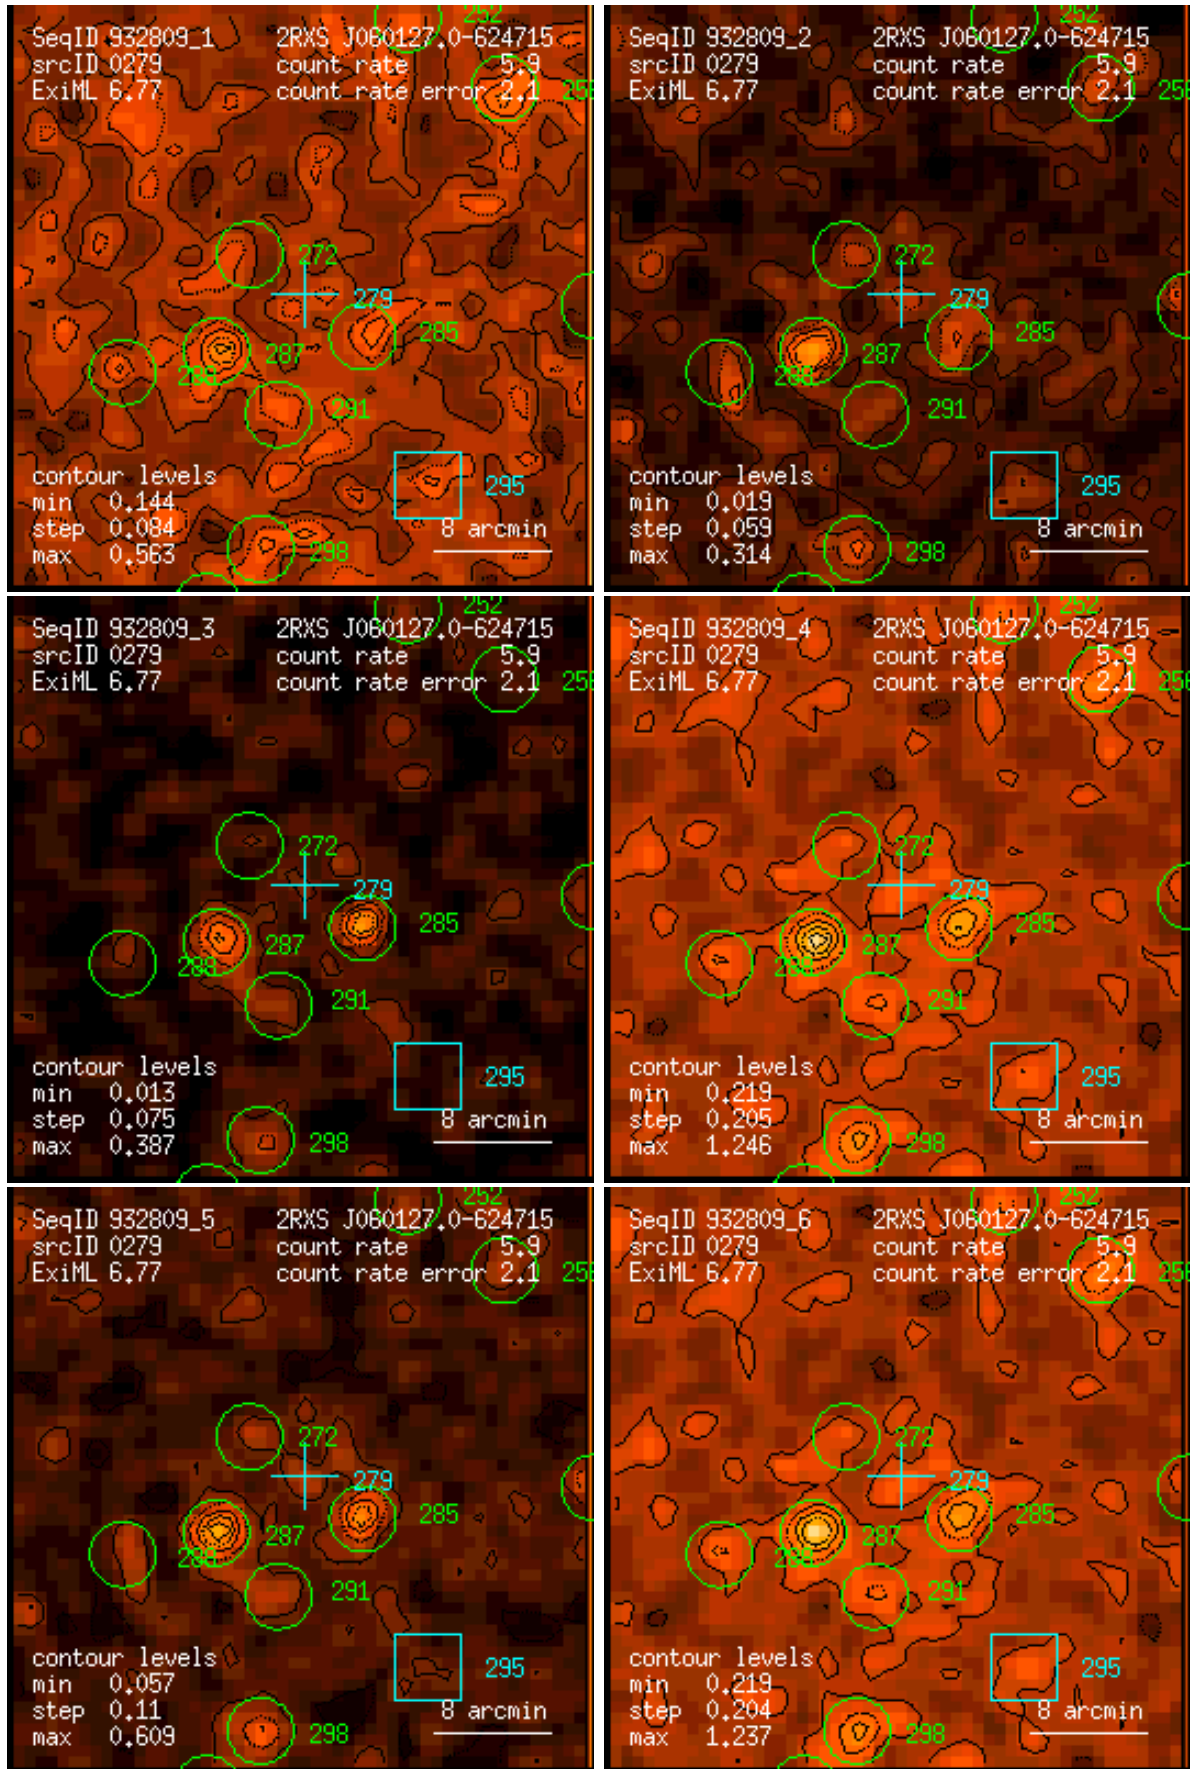 252
SeqID 932809_1 2RXS J060127.0-624715
srcID 0279 count rate 5.9
ExiML 6.77 count rate error 2.1
272
279
285
287
291
contour levels
295
min 0.144
step 0.084 8 arcmin
max 0.563 298
252
SeqID 932809_2 2RXS J060127.0-624715
srcID 0279 count rate 5.9
ExiML 6.77 count rate error 2.1
272
279
285
287
291
contour levels
295
min 0.019
step 0.059 8 arcmin
max 0.314 298
252
SeqID 932809_3 2RXS J060127.0-624715
srcID 0279 count rate 5.9
ExiML 6.77 count rate error 2.1
272
279
285
287
291
contour levels
295
min 0.013
step 0.075 8 arcmin
max 0.387 298
252
SeqID 932809_4 2RXS J060127.0-624715
srcID 0279 count rate 5.9
ExiML 6.77 count rate error 2.1
272
279
285
287
291
contour levels
295
min 0.219
step 0.205 8 arcmin
max 1.246 298
252
SeqID 932809_5 2RXS J060127.0-624715
srcID 0279 count rate 5.9
ExiML 6.77 count rate error 2.1
272
279
285
287
291
contour levels
295
min 0.057
step 0.11 8 arcmin
max 0.609 298
252
SeqID 932809_6 2RXS J060127.0-624715
srcID 0279 count rate 5.9
ExiML 6.77 count rate error 2.1
272
279
285
287
291
contour levels
295
min 0.219
step 0.204 8 arcmin
max 1.237 298